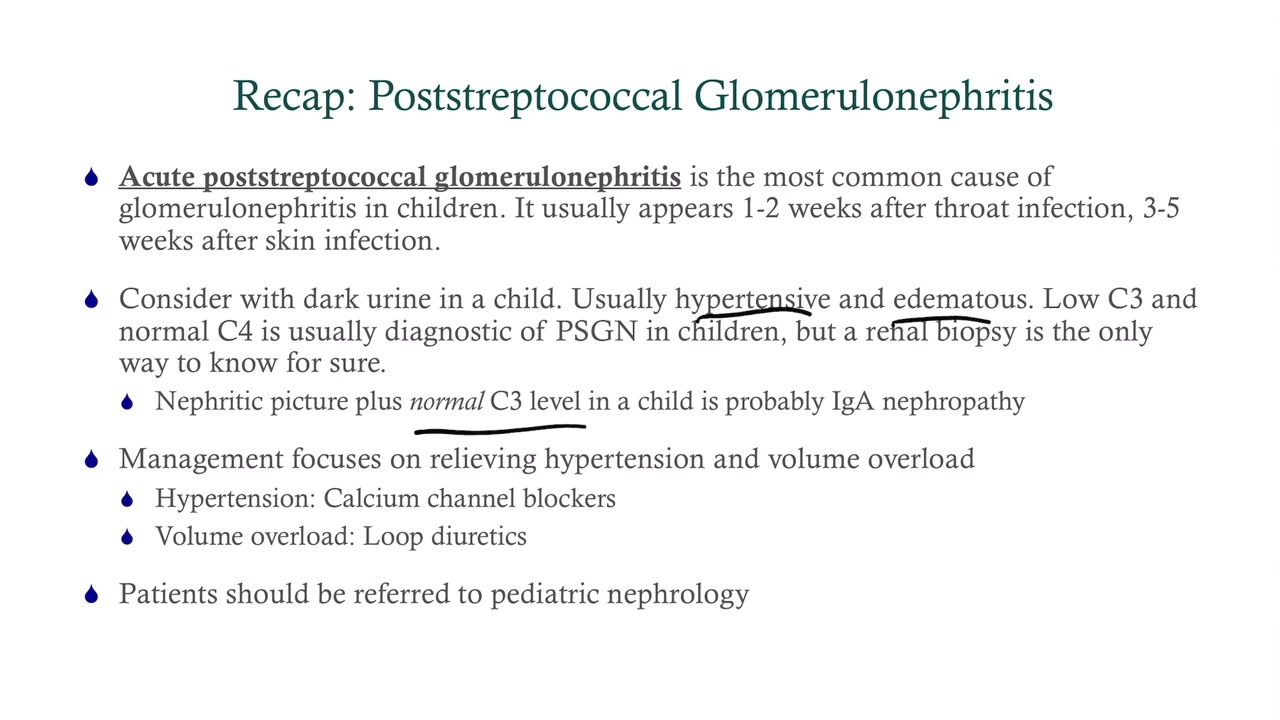 Recap: Poststreptococcal Glomerulonephritis
Acute poststreptococcal glomerulonephritis is the most common cause of
glomerulonephritis in children. It usually appears 1-2 weeks after throat infection, 3-5
weeks after skin infection.
Consider with dark urine in a child. Usually hypertensive and edematous. Low C3 and
normal C4 is usually diagnostic of PSGN in children, but a renal biopsy is the only
way to know for sure.
Nephritic picture plus normal C3 level in a child is probably IgA nephropathy
Management focuses on relieving hypertension and volume overload
Hypertension: Calcium channel blockers
Volume overload: Loop diuretics
Patients should be referred to pediatric nephrology